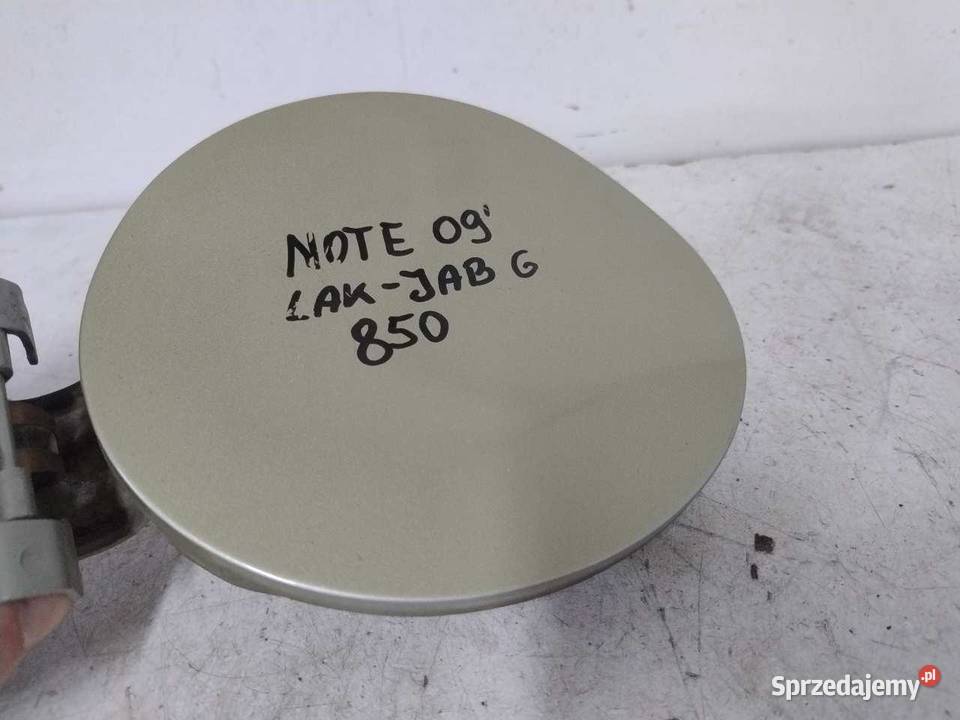 NOTE 09'
LAK-JAB G
850
Sprzedajemy.pl